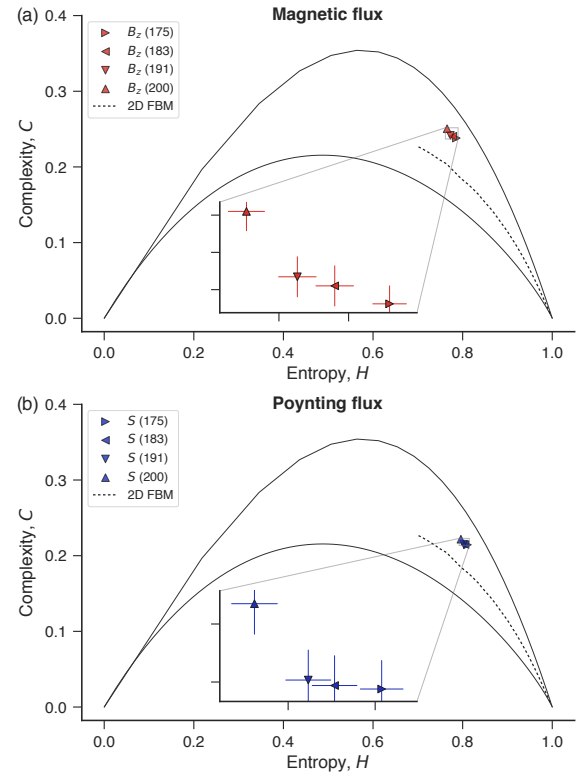 (a)
Magnetic flux
0.4
0.3
0.2
0.1
0.0
Complexity, C
B_z (175)
B_z (183)
B_z (191)
B_z (200)
2D FBM
0.0 0.2 0.4 0.6 0.8 1.0
Entropy, H
(b)
Poynting flux
0.4
0.3
0.2
0.1
0.0
Complexity, C
S (175)
S (183)
S (191)
S (200)
2D FBM
0.0 0.2 0.4 0.6 0.8 1.0
Entropy, H